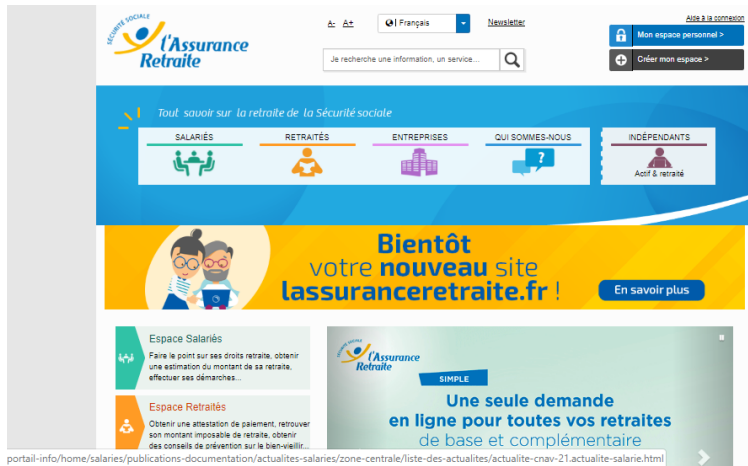 SÉCURITÉ SOCIALE
l'Assurance
Retraite
A- A+
Français
Newsletter
Aide à la connexion
Mon espace personnel >
Je recherche une information, un service...
Créer mon espace >
Tout savoir sur la retraite de la Sécurité sociale
SALARIÉS
RETRAITÉS
ENTREPRISES
QUI SOMMES-NOUS
?
INDÉPENDANTS
Actif & retraité
Bientôt
votre nouveau site
lassuranceretraite.fr !
En savoir plus
Espace Salariés
Faire le point sur ses droits retraite, obtenir
une estimation du montant de sa retraite,
effectuer ses démarches...
Espace Retraités
Obtenir une attestation de paiement, retrouver
son montant imposable de retraite, obtenir
des conseils de prévention sur le bien-vieillir...
SÉCURITÉ SOCIALE
l'Assurance
Retraite
SIMPLE
Une seule demande
en ligne pour toutes vos retraites
de base et complémentaire
portail-info/home/salaries/publications-documentation/actualites-salaries/zone-centrale/liste-des-actualites/actualite-cnav-21.actualite-salarie.html